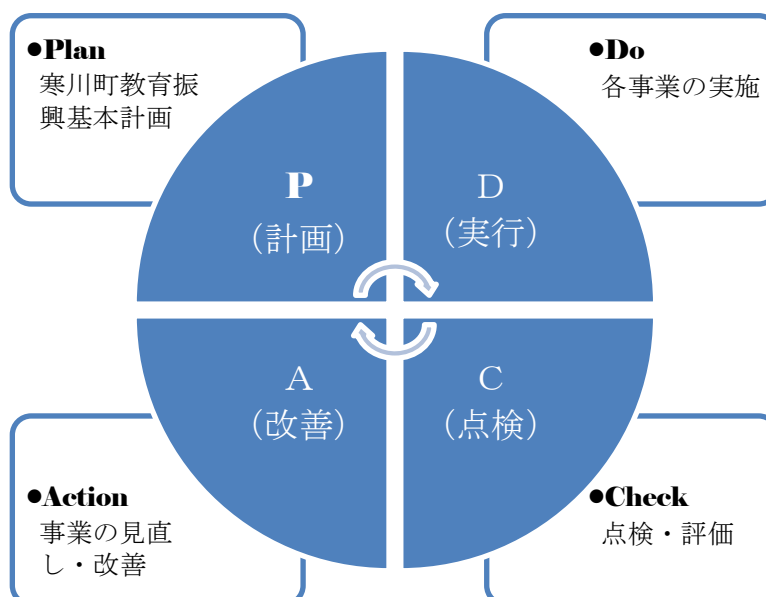 ●Plan
寒川町教育振
興基本計画
●Do
各事業の実施
P
（計画）
D
（実行）
A
（改善）
C
（点検）
●Action
事業の見直
し・改善
●Check
点検・評価